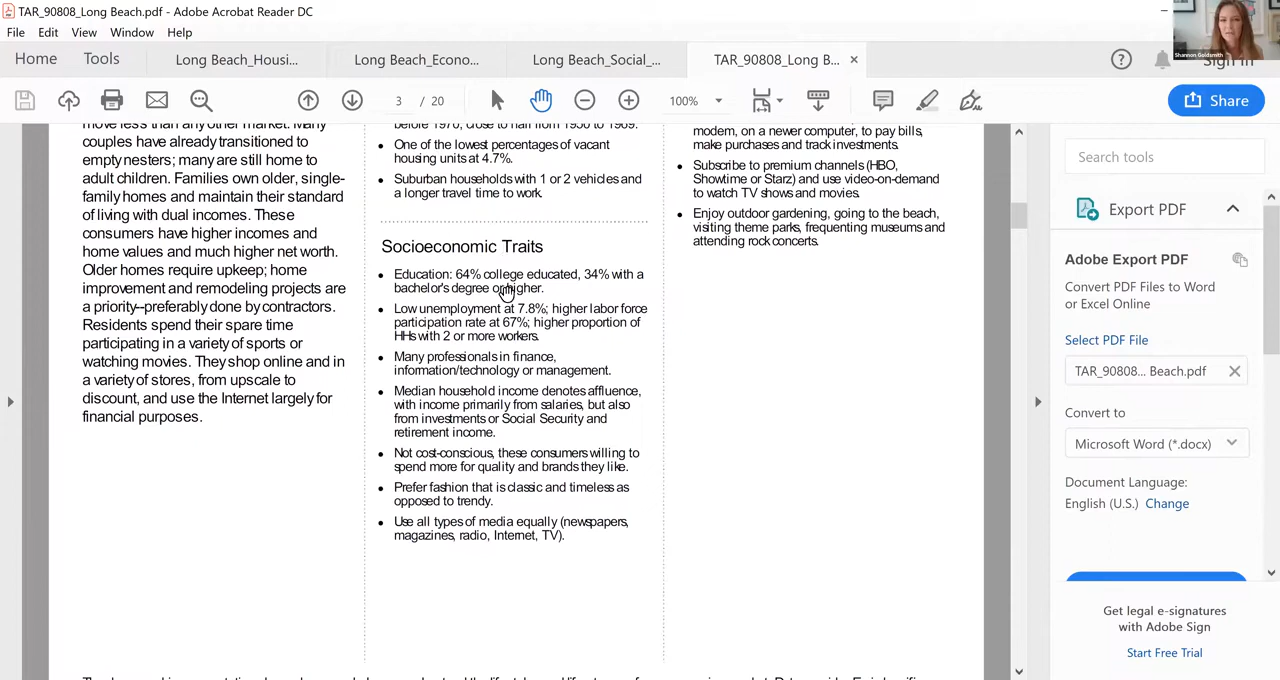 TAR_90808_Long Beach.pdf - Adobe Acrobat Reader DC
File Edit View Window Help
Home Tools Long Beach_Housi... Long Beach_Econo... Long Beach_Social_... TAR_90808_Long B... ×
Shannon Goldsmith
Sign In
3 / 20 100% Share
move less than any other market. Many
couples have already transitioned to
empty nesters; many are still home to
adult children. Families own older, single-
family homes and maintain their standard
of living with dual incomes. These
consumers have higher incomes and
home values and much higher net worth.
Older homes require upkeep; home
improvement and remodeling projects are
a priority--preferably done by contractors.
Residents spend their spare time
participating in a variety of sports or
watching movies. They shop online and in
a variety of stores, from upscale to
discount, and use the Internet largely for
financial purposes.
before 1970, close to half from 1950 to 1969.
• One of the lowest percentages of vacant
housing units at 4.7%.
• Suburban households with 1 or 2 vehicles and
a longer travel time to work.
Socioeconomic Traits
• Education: 64% college educated, 34% with a
bachelor's degree or higher.
• Low unemployment at 7.8%; higher labor force
participation rate at 67%; higher proportion of
HHs with 2 or more workers.
• Many professionals in finance,
information/technology or management.
• Median household income denotes affluence,
with income primarily from salaries, but also
from investments or Social Security and
retirement income.
• Not cost-conscious, these consumers willing to
spend more for quality and brands they like.
• Prefer fashion that is classic and timeless as
opposed to trendy.
• Use all types of media equally (newspapers,
magazines, radio, Internet, TV).
modem, on a newer computer, to pay bills,
make purchases and track investments.
• Subscribe to premium channels (HBO,
Showtime or Starz) and use video-on-demand
to watch TV shows and movies.
• Enjoy outdoor gardening, going to the beach,
visiting theme parks, frequenting museums and
attending rock concerts.
Search tools
Export PDF
Adobe Export PDF
Convert PDF Files to Word
or Excel Online
Select PDF File
TAR_90808... Beach.pdf
Convert to
Microsoft Word (*.docx)
Document Language:
English (U.S.) Change
Get legal e-signatures
with Adobe Sign
Start Free Trial